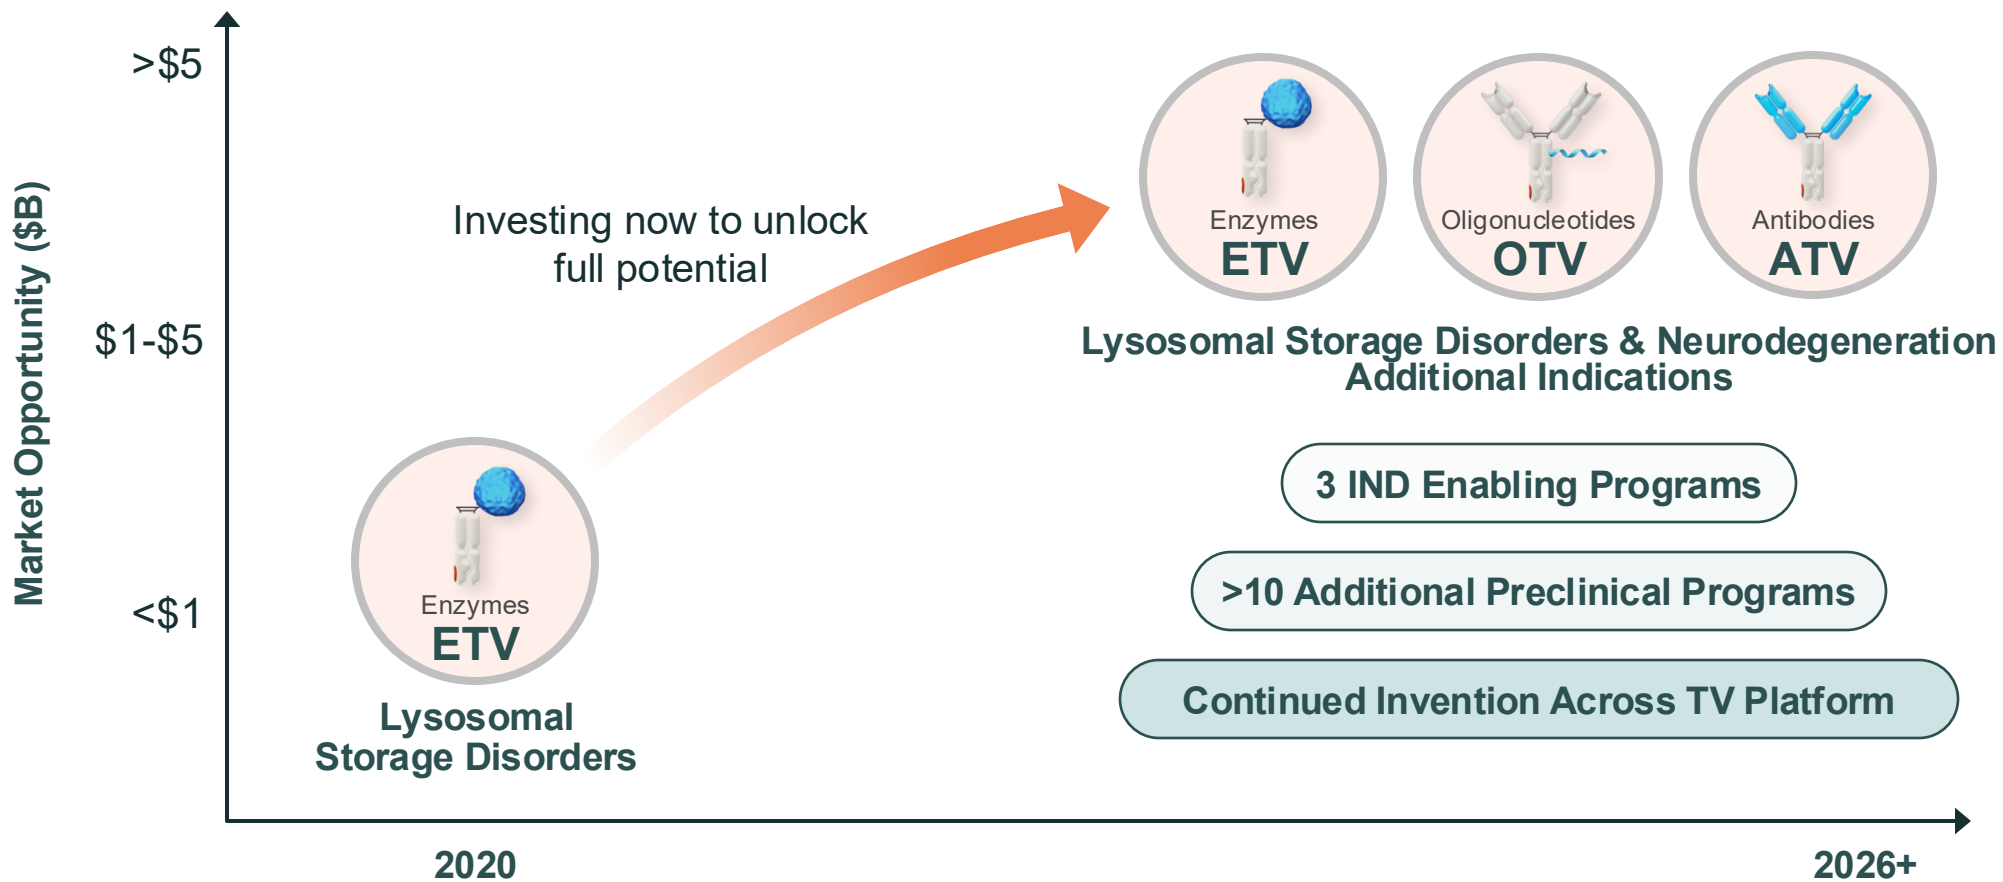 Market Opportunity ($B)
>$5
$1-$5
<$1
Investing now to unlock
full potential
Enzymes
ETV
Lysosomal
Storage Disorders
Enzymes
ETV
Oligonucleotides
OTV
Antibodies
ATV
Lysosomal Storage Disorders & Neurodegeneration
Additional Indications
3 IND Enabling Programs
>10 Additional Preclinical Programs
Continued Invention Across TV Platform
2020
2026+